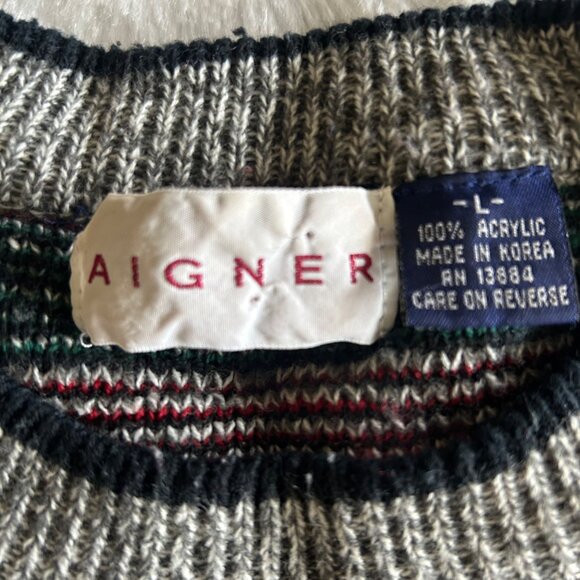 AIGNER
-L-
100% ACRYLIC
MADE IN KOREA
RN 13884
CARE ON REVERSE